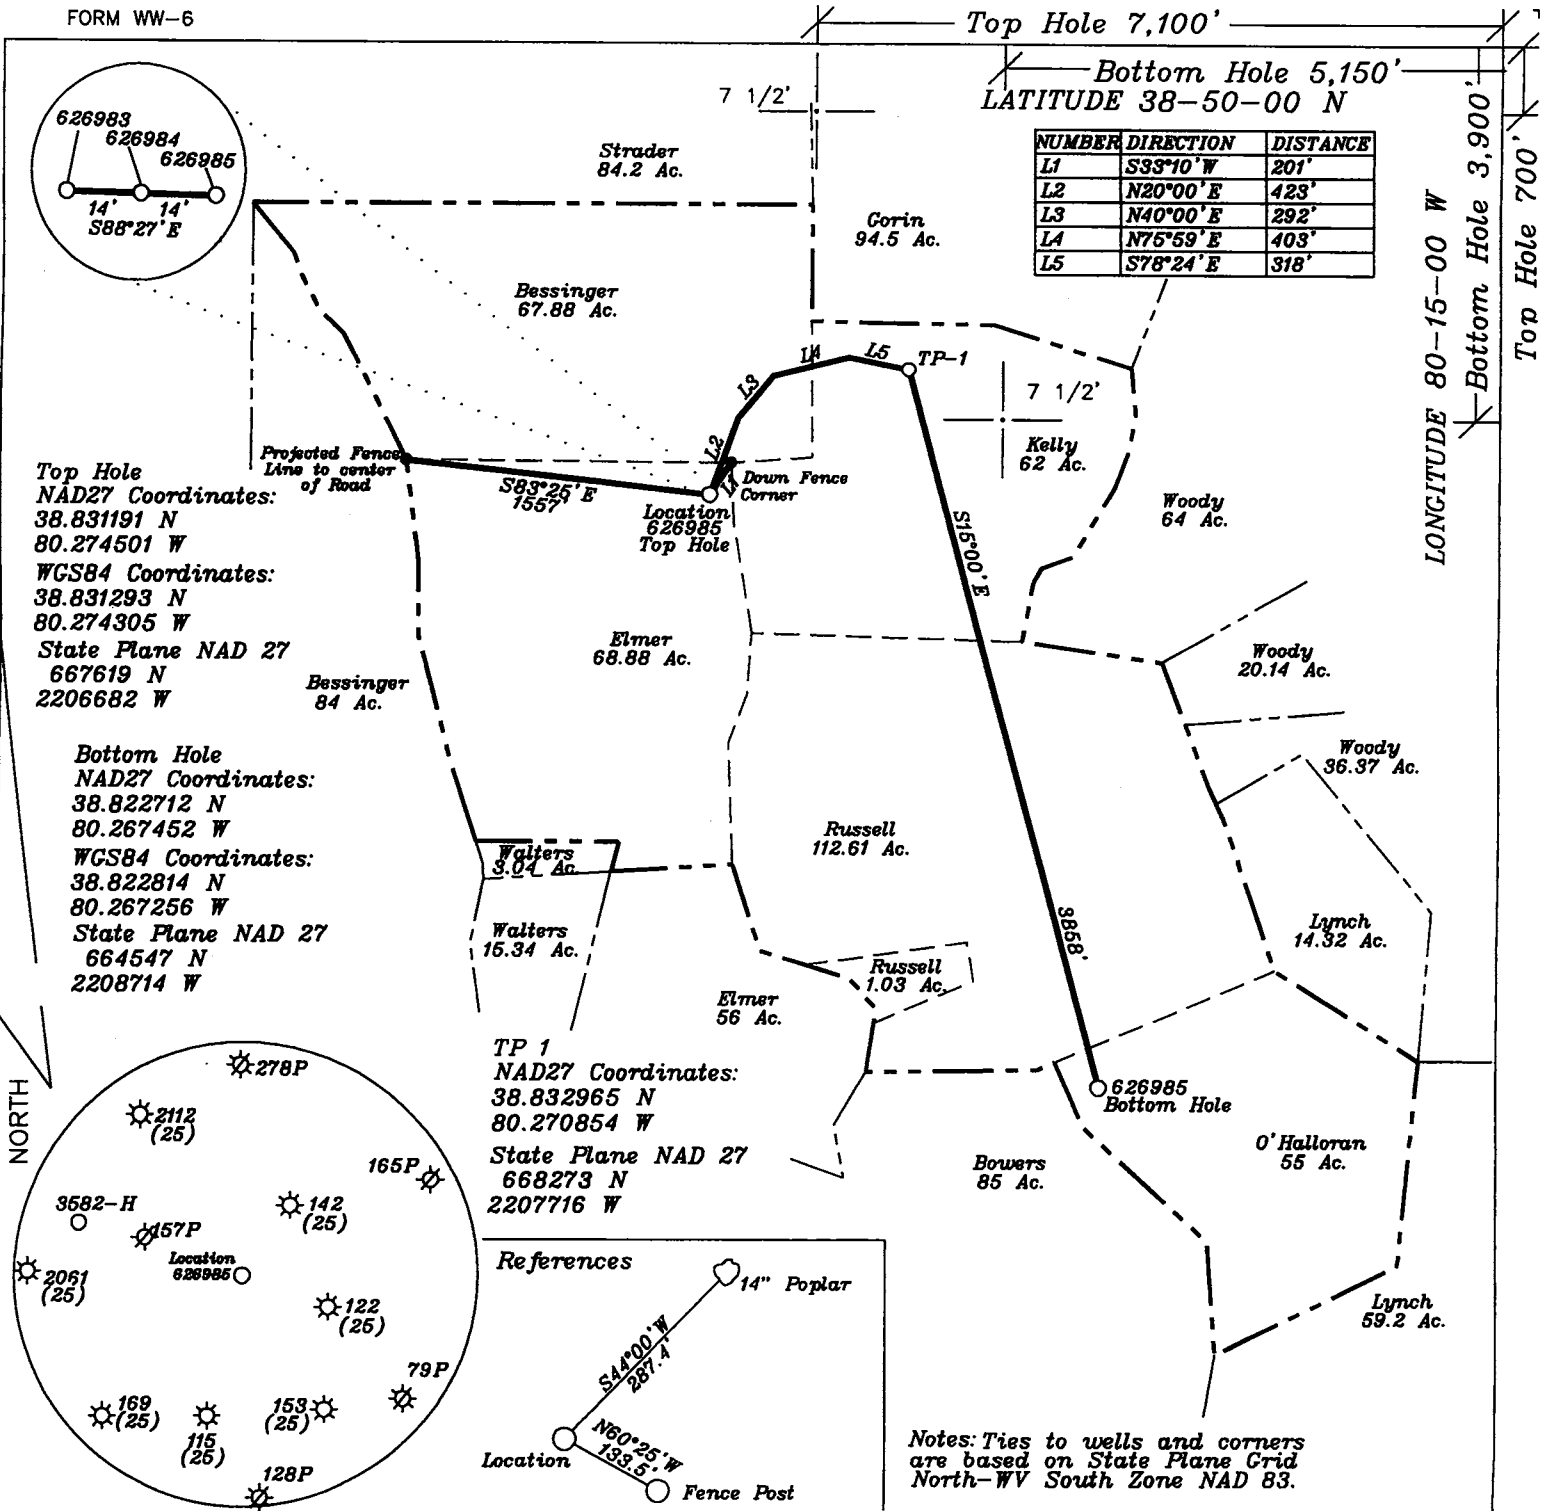 FORM WW-6
Top Hole 7,100'
Bottom Hole 5,150'
LATITUDE 38-50-00 N
7 1/2'
626983
626984
626985
14' 14'
S88°27'E
Strader
84.2 Ac.
Gorin
94.5 Ac.
NUMBER DIRECTION DISTANCE
L1 S33°10'W 201'
L2 N20°00'E 423'
L3 N40°00'E 292'
L4 N75°59'E 403'
L5 S78°24'E 318'
LONGITUDE 80-15-00 W
Bottom Hole 3,900'
Top Hole 700'
Bessinger
67.88 Ac.
L4
L5
TP-1
L3
L2
L1
7 1/2'
Kelly
62 Ac.
Woody
64 Ac.
Projected Fence
Line to center
of Road
S83°25'E
1557'
Down Fence
Corner
Location
626985
Top Hole
Top Hole
NAD27 Coordinates:
38.831191 N
80.274501 W
WGS84 Coordinates:
38.831293 N
80.274305 W
State Plane NAD 27
667619 N
2206682 W
S15°00'E
3858'
Elmer
68.88 Ac.
Bessinger
84 Ac.
Woody
20.14 Ac.
Woody
36.37 Ac.
Bottom Hole
NAD27 Coordinates:
38.822712 N
80.267452 W
WGS84 Coordinates:
38.822814 N
80.267256 W
State Plane NAD 27
664547 N
2208714 W
Walters
3.04 Ac.
Russell
112.61 Ac.
Walters
15.34 Ac.
Lynch
14.32 Ac.
Russell
1.03 Ac.
Elmer
56 Ac.
TP 1
NAD27 Coordinates:
38.832965 N
80.270854 W
State Plane NAD 27
668273 N
2207716 W
626985
Bottom Hole
Bowers
85 Ac.
O'Halloran
55 Ac.
Lynch
59.2 Ac.
NORTH
278P
2112
(25)
165P
3582-H
142
(25)
157P
Location
626985
2061
(25)
122
(25)
79P
169
(25)
115
(25)
153
(25)
128P
References
14" Poplar
S44°00'W
287.4'
N60°25'W
133.5'
Location
Fence Post
Notes: Ties to wells and corners
are based on State Plane Grid
North-WV South Zone NAD 83.